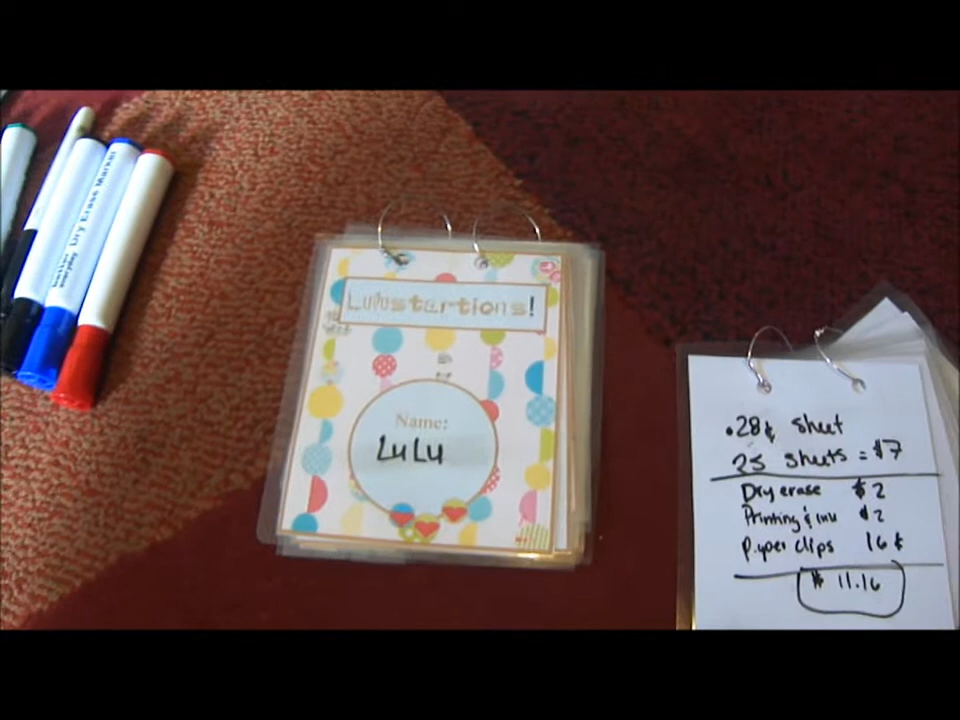 Dry Erase Marker
Lulustartions!
Name:
LuLu
.28¢ sheet
25 sheets = $7
Dry erase $2
Printing & ink $2
Paper clips 16¢
$ 11.16